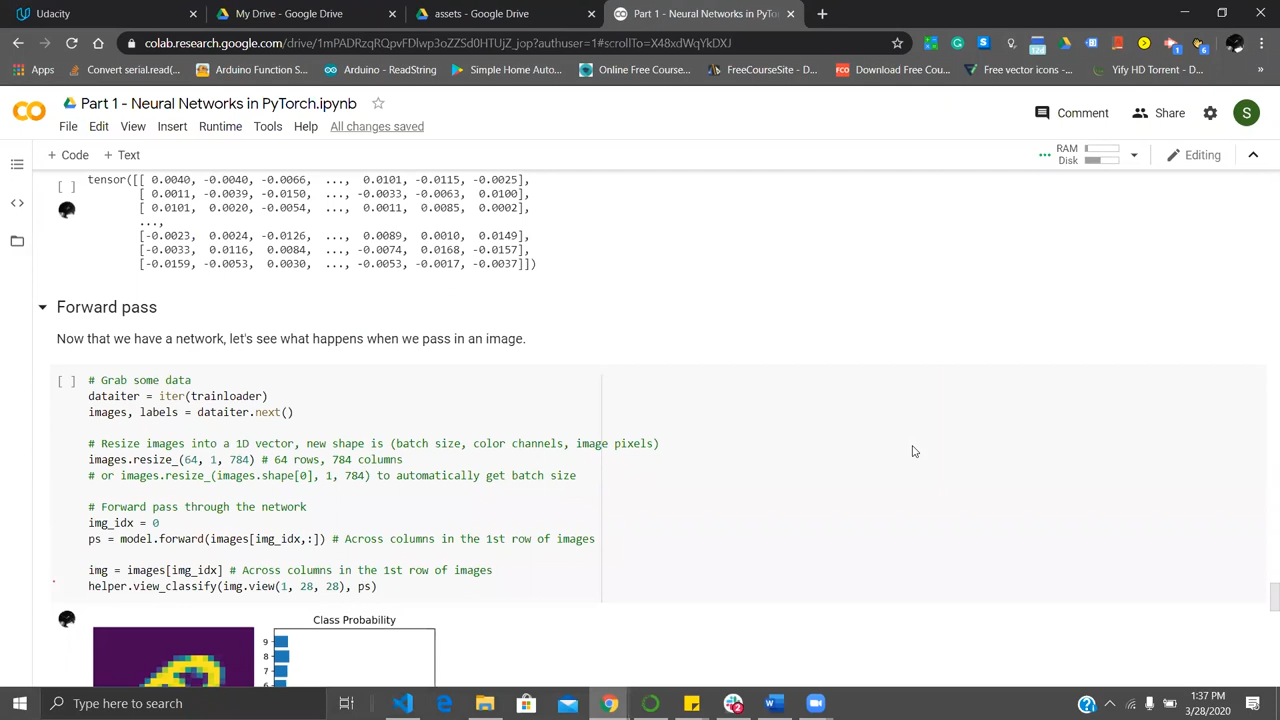 Udacity
My Drive - Google Drive
assets - Google Drive
Part 1 - Neural Networks in PyTor
colab.research.google.com/drive/1mPADRzqRQpvFDlwp3oZZSd0HTUjZ_jop?authuser=1#scrollTo=X48xdWqYkDXJ
Apps
Convert serial.read(...
Arduino Function S...
Arduino - ReadString
Simple Home Auto...
Online Free Course...
FreeCourseSite - D...
Download Free Cou...
Free vector icons -...
Yify HD Torrent - D...
Part 1 - Neural Networks in PyTorch.ipynb
Comment
Share
S
File Edit View Insert Runtime Tools Help All changes saved
+ Code + Text
RAM
Disk
Editing
[ ]
tensor([[ 0.0040, -0.0040, -0.0066, ..., 0.0101, -0.0115, -0.0025],
[ 0.0011, -0.0039, -0.0150, ..., -0.0033, -0.0063, 0.0100],
[ 0.0101, 0.0020, -0.0054, ..., 0.0011, 0.0085, 0.0002],
...,
[-0.0023, 0.0024, -0.0126, ..., 0.0089, 0.0010, 0.0149],
[-0.0033, 0.0116, 0.0084, ..., -0.0074, 0.0168, -0.0157],
[-0.0159, -0.0053, 0.0030, ..., -0.0053, -0.0017, -0.0037]])
Forward pass
Now that we have a network, let's see what happens when we pass in an image.
[ ] # Grab some data
dataiter = iter(trainloader)
images, labels = dataiter.next()
# Resize images into a 1D vector, new shape is (batch size, color channels, image pixels)
images.resize_(64, 1, 784) # 64 rows, 784 columns
# or images.resize_(images.shape[0], 1, 784) to automatically get batch size
# Forward pass through the network
img_idx = 0
ps = model.forward(images[img_idx,:]) # Across columns in the 1st row of images
img = images[img_idx] # Across columns in the 1st row of images
helper.view_classify(img.view(1, 28, 28), ps)
Class Probability
9
8
7
Type here to search
1:37 PM
3/28/2020